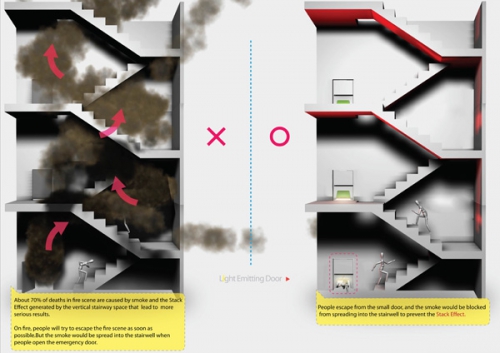 Light Emitting Door
About 70% of deaths in fire scene are caused by smoke and the Stack
Effect generated by the vertical stairway space that lead to more
serious results.
On fire, people will try to escape the fire scene as soon as
possible.But the smoke would be spread into the stairwell when
people open the emergency door.
People escape from the small door, and the smoke would be blocked
from spreading into the stairwell to prevent the Stack Effect.